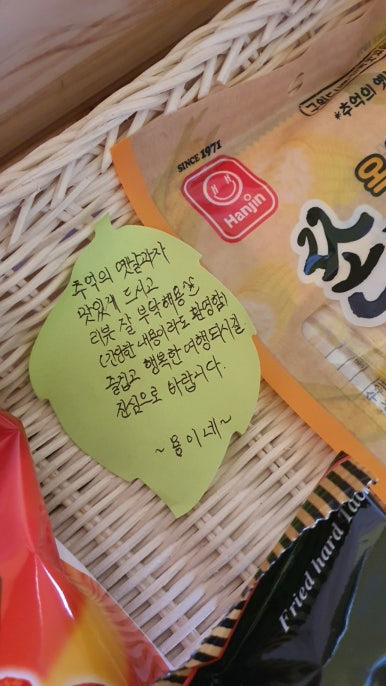 추억의 옛날과자
맛있게 드시고
리뷰 잘 부탁해용
(간단한 내용이라도 환영함)
즐겁고 행복한 여행 되시길
진심으로 바랍니다.
~용이네~
SINCE 1971
Hanjin
*추억의 옛
Fried hard